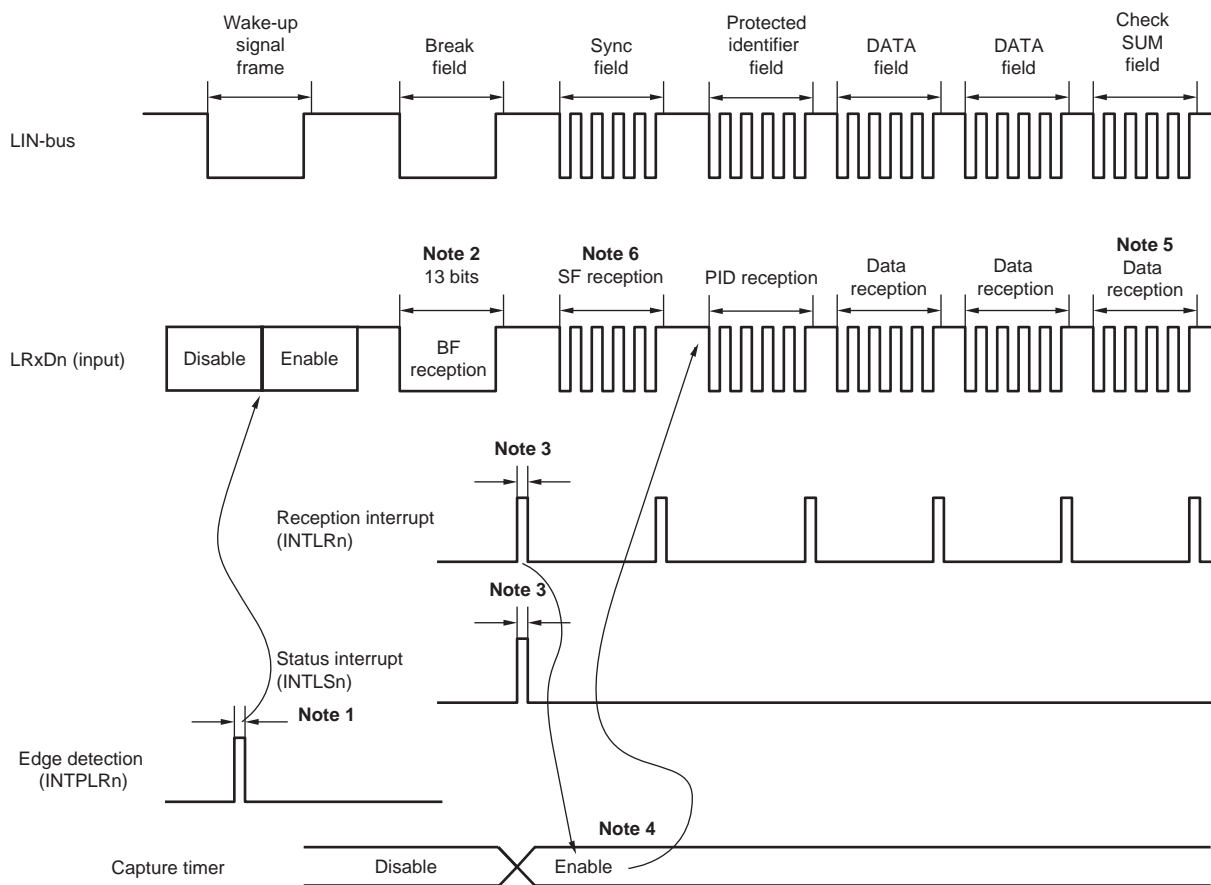 Wake-up
signal
frame
Break
field
Sync
field
Protected
identifier
field
DATA
field
DATA
field
Check
SUM
field
LIN-bus
Note 2
13 bits
Note 6
SF reception
PID reception
Data
reception
Data
reception
Note 5
Data
reception
LRxDn (input)
Disable
Enable
BF
reception
Note 3
Reception interrupt
(INTLRn)
Note 3
Status interrupt
(INTLSn)
Note 1
Edge detection
(INTPLRn)
Note 4
Capture timer
Disable
Enable